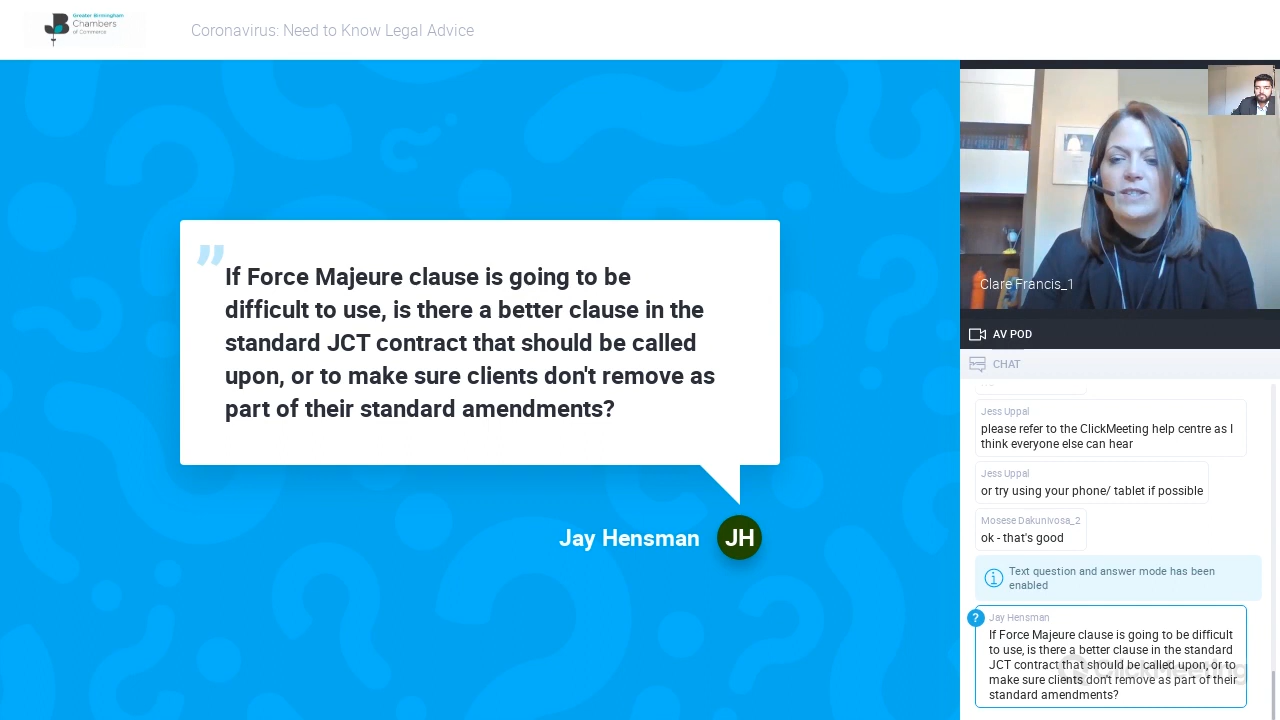 Greater Birmingham
Chambers
of Commerce
Coronavirus: Need to Know Legal Advice
If Force Majeure clause is going to be
difficult to use, is there a better clause in the
standard JCT contract that should be called
upon, or to make sure clients don't remove as
part of their standard amendments?
Jay Hensman
JH
Clare Francis_1
AV POD
CHAT
Jess Uppal
please refer to the ClickMeeting help centre as I
think everyone else can hear
Jess Uppal
or try using your phone/ tablet if possible
Mosese Dakunivosa_2
ok - that's good
Text question and answer mode has been
enabled
?
Jay Hensman
If Force Majeure clause is going to be difficult
to use, is there a better clause in the standard
JCT contract that should be called upon, or to
make sure clients don't remove as part of their
standard amendments?
ClickMeeting